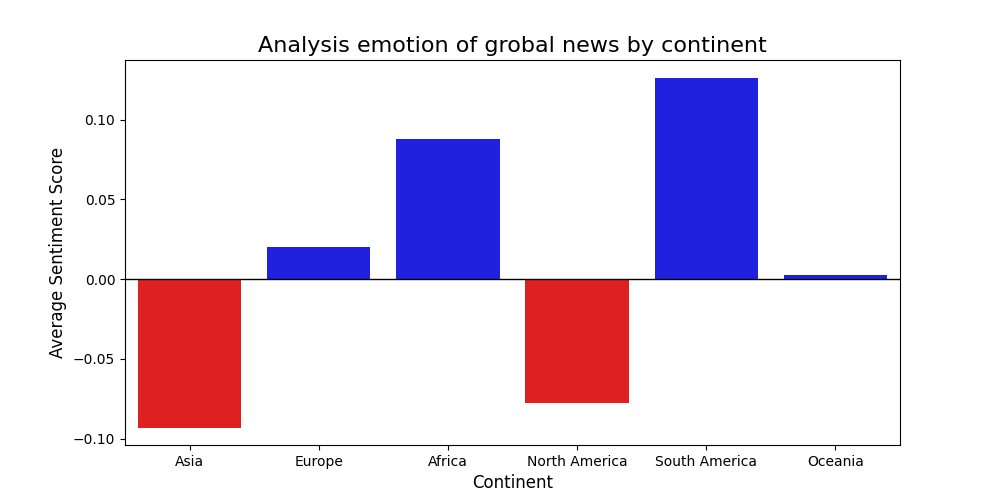 Analysis emotion of grobal news by continent
Average Sentiment Score
0.10
0.05
0.00
−0.05
−0.10
Asia Europe Africa North America South America Oceania
Continent